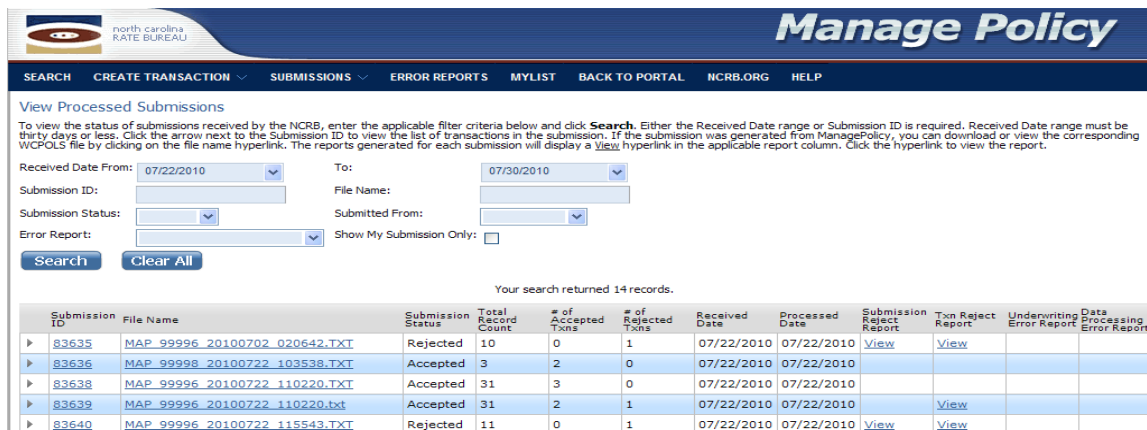 north carolina
RATE BUREAU
Manage Policy
SEARCH CREATE TRANSACTION SUBMISSIONS ERROR REPORTS MYLIST BACK TO PORTAL NCRB.ORG HELP
View Processed Submissions
To view the status of submissions received by the NCRB, enter the applicable filter criteria below and click Search. Either the Received Date range or Submission ID is required. Received Date range must be
thirty days or less. Click the arrow next to the Submission ID to view the list of transactions in the submission. If the submission was generated from ManagePolicy, you can download or view the corresponding
WCPOLS file by clicking on the file name hyperlink. The reports generated for each submission will display a View hyperlink in the applicable report column. Click the hyperlink to view the report.
Received Date From: 07/22/2010 To: 07/30/2010
Submission ID: File Name:
Submission Status: Submitted From:
Error Report: Show My Submission Only:
Search Clear All
Your search returned 14 records.
Submission ID File Name Submission Status Total Record Count # of Accepted Txns # of Rejected Txns Received Date Processed Date Submission Reject Report Txn Reject Report Underwriting Error Report Data Processing Error Report
83635 MAP_99996_20100702_020642.TXT Rejected 10 0 1 07/22/2010 07/22/2010 View View
83636 MAP_99998_20100722_103538.TXT Accepted 3 2 0 07/22/2010 07/22/2010
83638 MAP_99996_20100722_110220.TXT Accepted 31 3 0 07/22/2010 07/22/2010
83639 MAP_99996_20100722_110220.txt Accepted 31 2 1 07/22/2010 07/22/2010 View
83640 MAP_99996_20100722_115543.TXT Rejected 11 0 1 07/22/2010 07/22/2010 View View